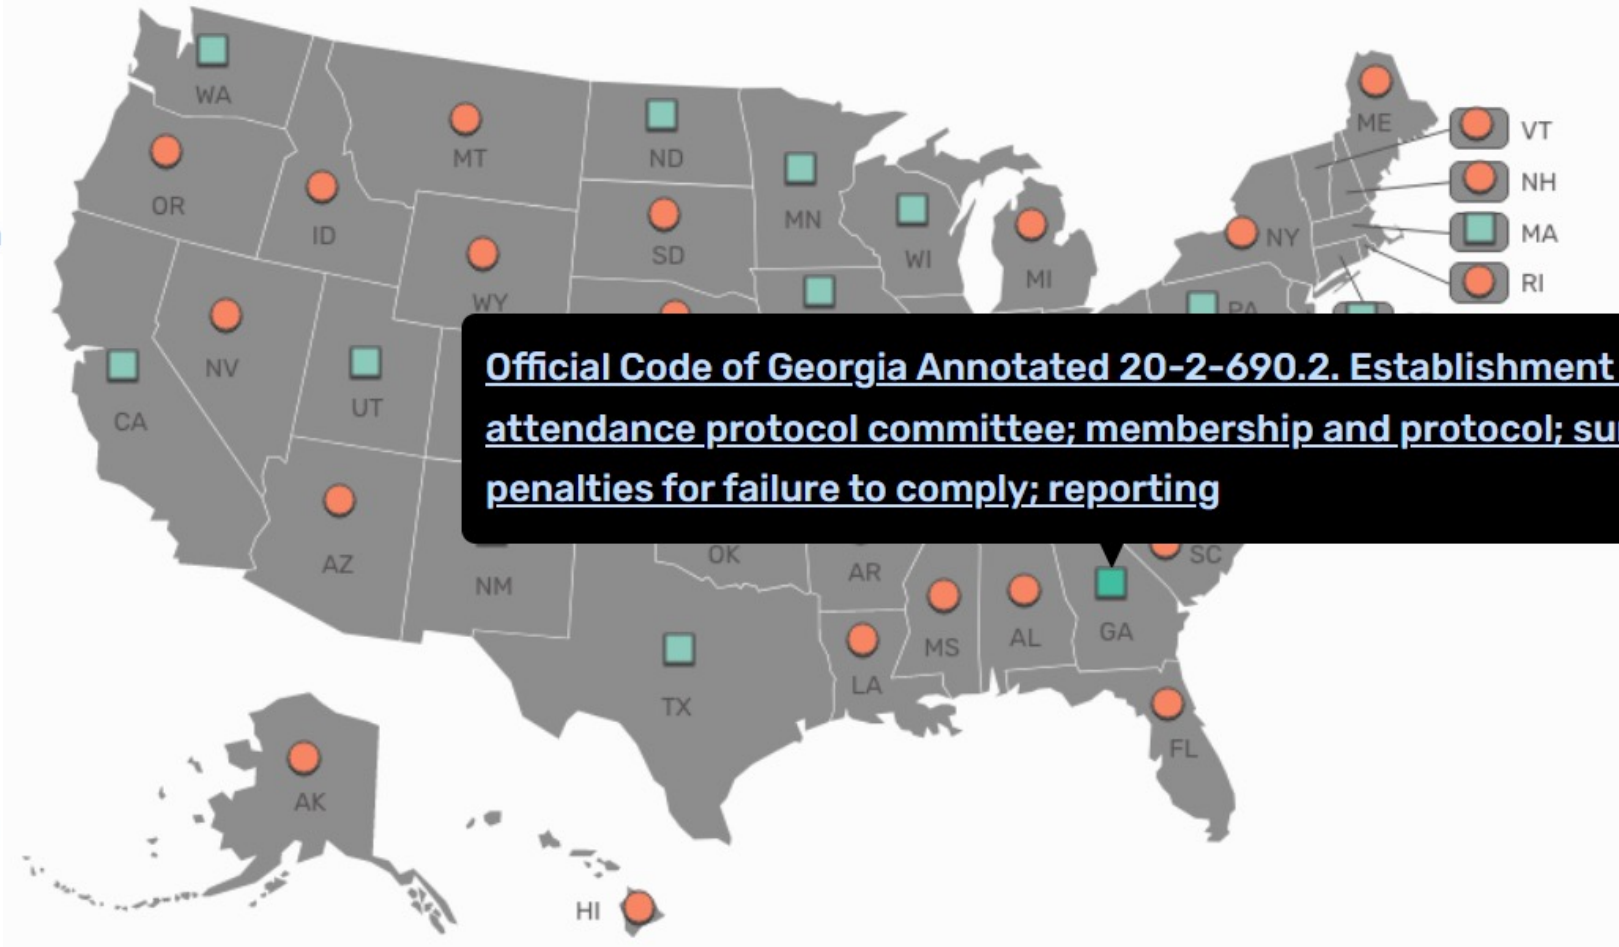 WA
ME
VT
MT
ND
NH
OR
MN
ID
SD
WI
NY
MA
MI
RI
WY
PA
NV
UT
CA
Official Code of Georgia Annotated 20-2-690.2. Establishment
attendance protocol committee; membership and protocol; su
penalties for failure to comply; reporting
AZ
OK
SC
AR
NM
GA
AL
MS
LA
TX
FL
AK
HI